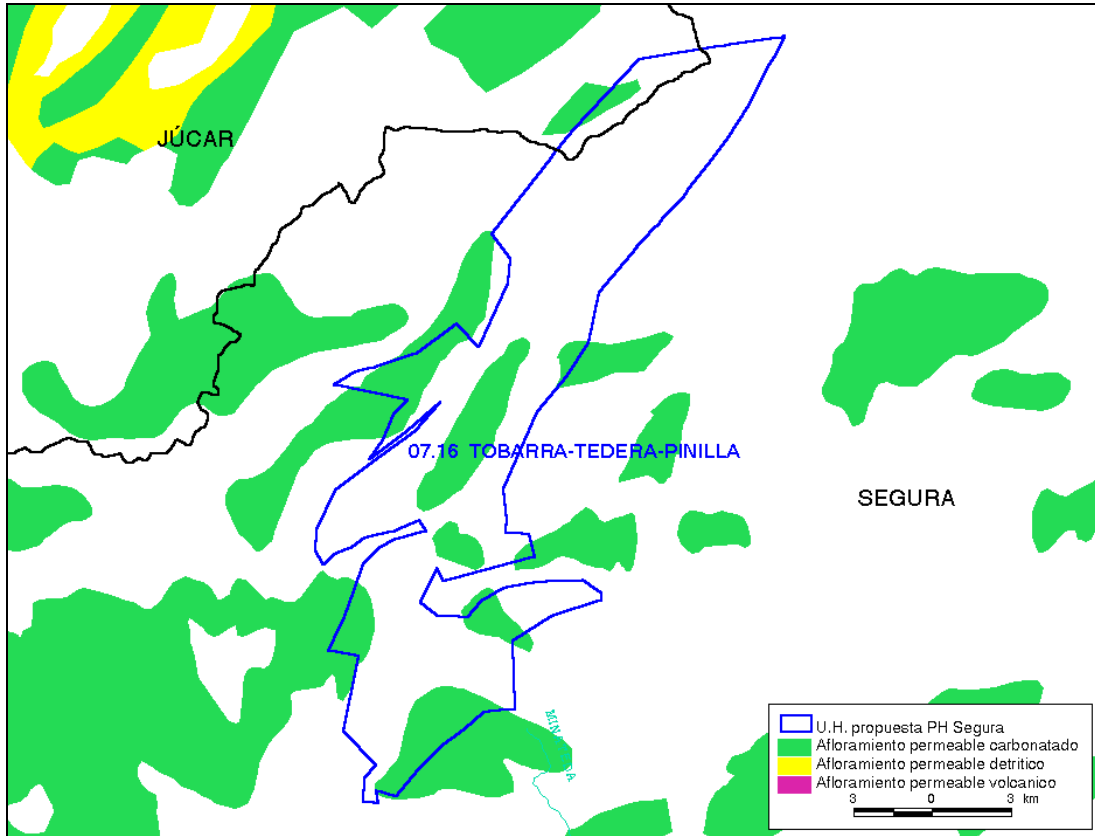 JÚCAR
07.16 TOBARRA-TEDERA-PINILLA
SEGURA
U.H. propuesta PH Segura
Afloramiento permeable carbonatado
Afloramiento permeable detritico
Afloramiento permeable volcanico
3 0 3 km